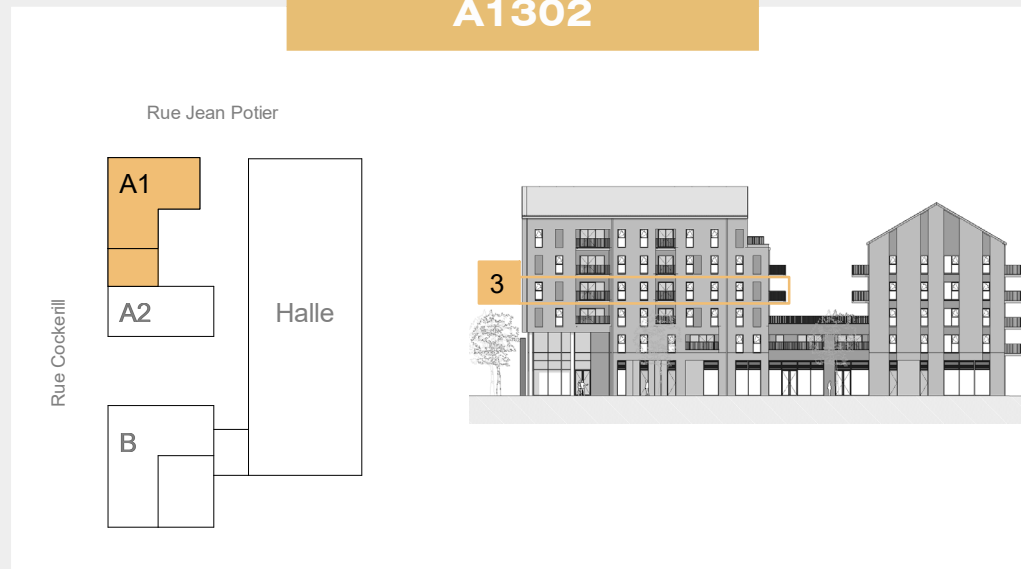 A1302
Rue Jean Potier
A1
3
A2
Halle
Rue Cockerill
B